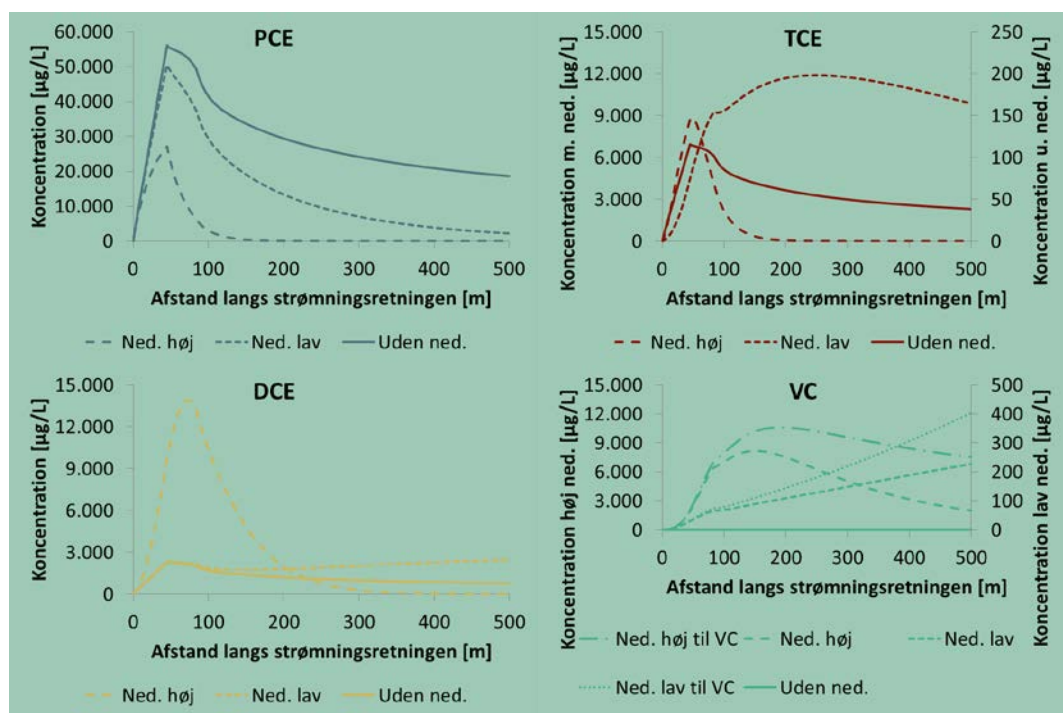 PCE
Koncentration [µg/L]
60.000
50.000
40.000
30.000
20.000
10.000
0
0 100 200 300 400 500
Afstand langs strømningsretningen [m]
Ned. høj Ned. lav Uden ned.
TCE
Koncentration m. ned. [µg/L]
15.000
12.000
9.000
6.000
3.000
0
250
200
150
100
50
0
Koncentration u. ned. [µg/L]
0 100 200 300 400 500
Afstand langs strømningsretningen [m]
Ned. høj Ned. lav Uden ned.
DCE
Koncentration [µg/L]
15.000
12.000
9.000
6.000
3.000
0
0 100 200 300 400 500
Afstand langs strømningsretningen [m]
Ned. høj Ned. lav Uden ned.
VC
Koncentration høj ned. [µg/L]
15.000
12.000
9.000
6.000
3.000
0
500
400
300
200
100
0
Koncentration lav ned. [µg/L]
0 100 200 300 400 500
Afstand langs strømningsretningen [m]
Ned. høj til VC Ned. høj Ned. lav
Ned. lav til VC Uden ned.